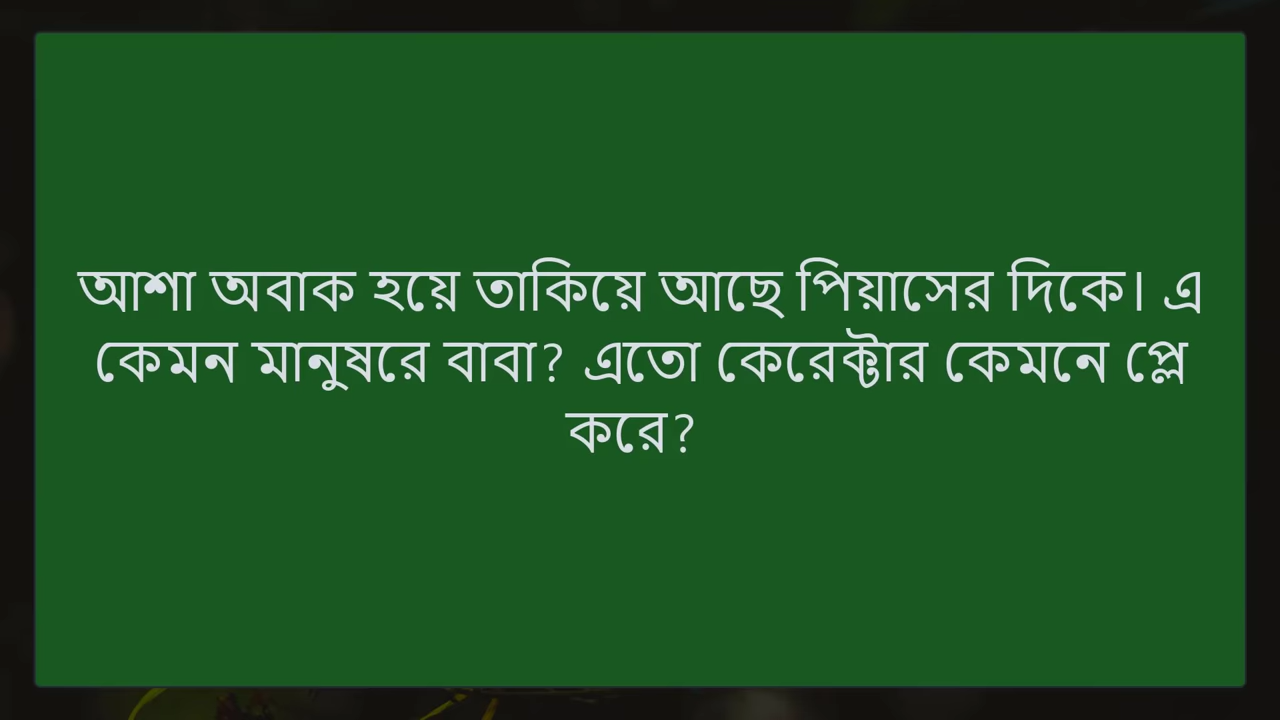 আশা অবাক হয়ে তাকিয়ে আছে পিয়াসের দিকে। এ
কেমন মানুষরে বাবা? এতো কেরেক্টার কেমনে প্লে
করে?